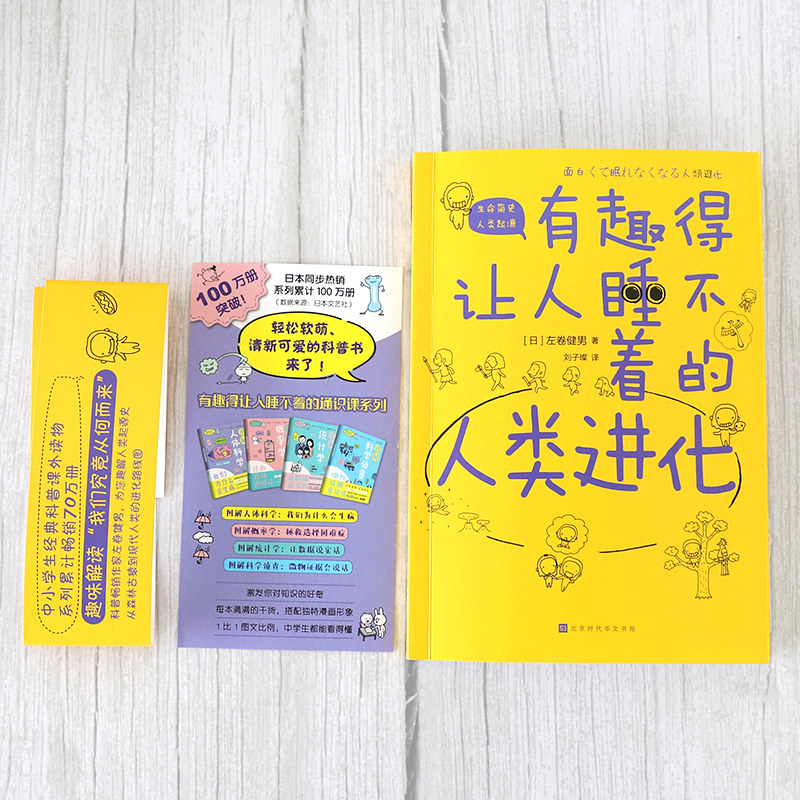 中小学生经典科普课外读物
系列累计畅销70万册
趣味解读“我们究竟从何而来”
科普畅销作家左卷健男，为您趣解人类起源史
从森林古猿到现代人类的进化路线图
100万册
突破！
日本同步热销
系列累计100万册
（数据来源：日本文艺社）
轻松软萌、
清新可爱的科普书
来了！
有趣得让人睡不着的通识课系列
人体科学
图解人体科学：我们为什么会生病
图解概率学：拯救选择困难症
图解统计学：让数据说实话
图解科学侦查：微物证据会说话
激发你对知识的好奇
每本满满的干货，搭配独特漫画形象
1比1图文比例，中学生都能看得懂
面白くて眠れなくなる人類進化
生命简史
人类起源
有趣得
让人睡不
着的
人类进化
［日］左卷健男 著
刘子璨 译
北京时代华文书局